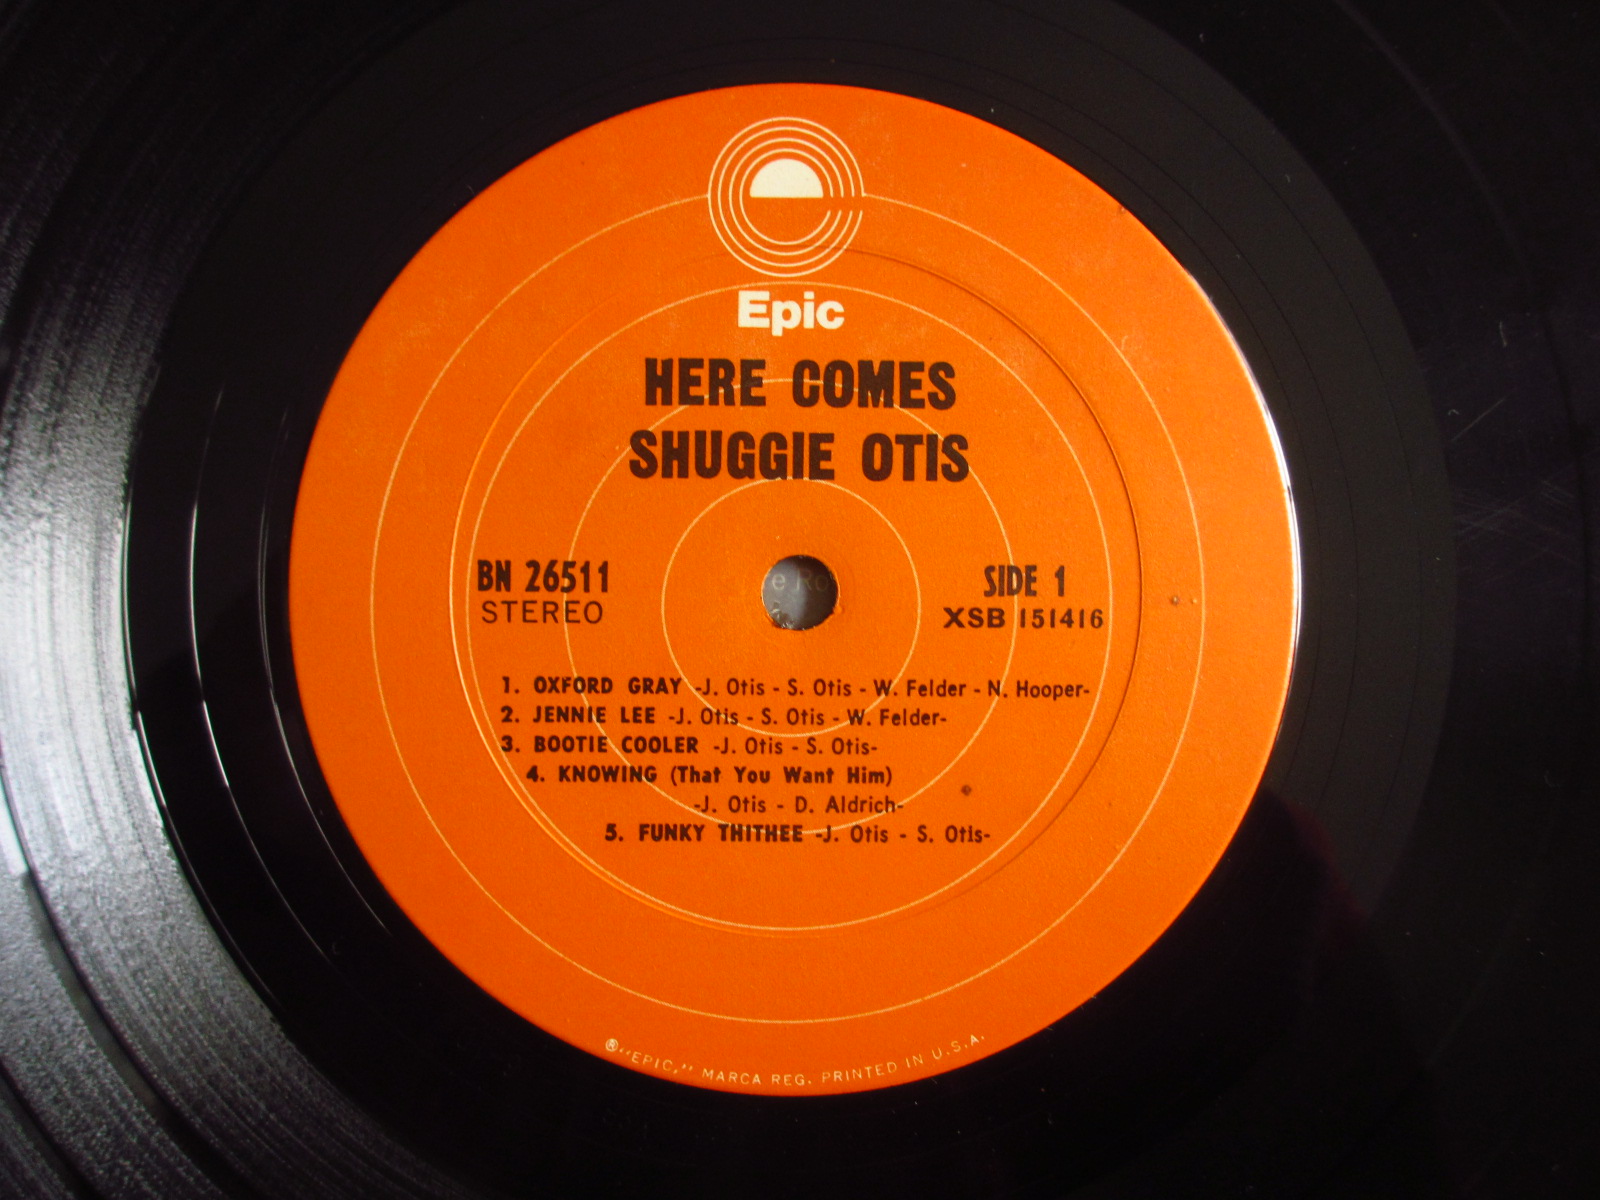 Epic
HERE COMES
SHUGGIE OTIS
BN 26511
STEREO
SIDE 1
XSB 151416
1. OXFORD GRAY -J. Otis - S. Otis - W. Felder - N. Hooper-
2. JENNIE LEE -J. Otis - S. Otis - W. Felder-
3. BOOTIE COOLER -J. Otis - S. Otis-
4. KNOWING (That You Want Him)
-J. Otis - D. Aldrich-
5. FUNKY THITHEE -J. Otis - S. Otis-
®"EPIC," MARCA REG. PRINTED IN U.S.A.